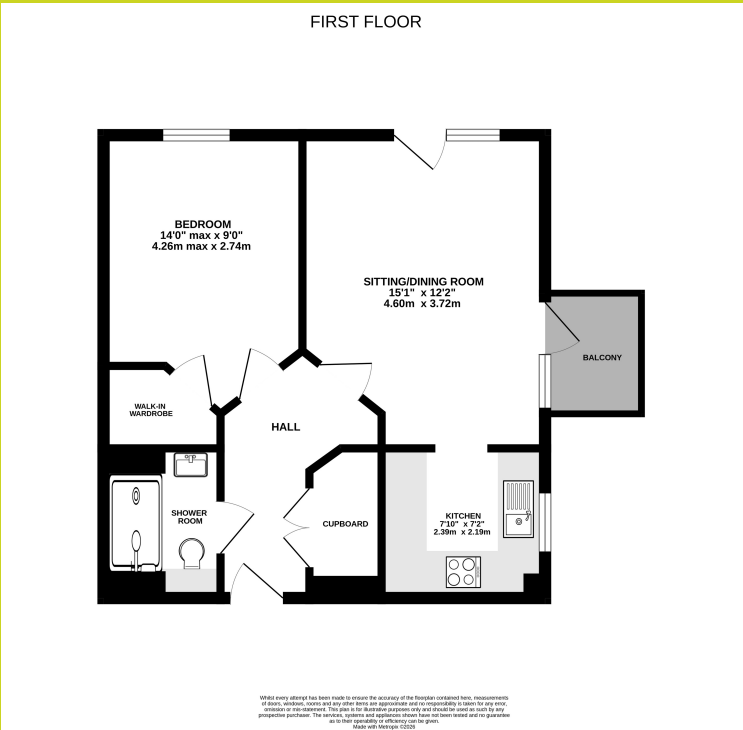 FIRST FLOOR
BEDROOM
14'0" max x 9'0"
4.26m max x 2.74m
SITTING/DINING ROOM
15'1" x 12'2"
4.60m x 3.72m
BALCONY
WALK-IN
WARDROBE
HALL
SHOWER
ROOM
CUPBOARD
KITCHEN
7'10" x 7'2"
2.39m x 2.19m
Whilst every attempt has been made to ensure the accuracy of the floorplan contained here, measurements
of doors, windows, rooms and any other items are approximate and no responsibility is taken for any error,
omission or mis-statement. This plan is for illustrative purposes only and should be used as such by any
prospective purchaser. The services, systems and appliances shown have not been tested and no guarantee
as to their operability or efficiency can be given.
Made with Metropix ©2026